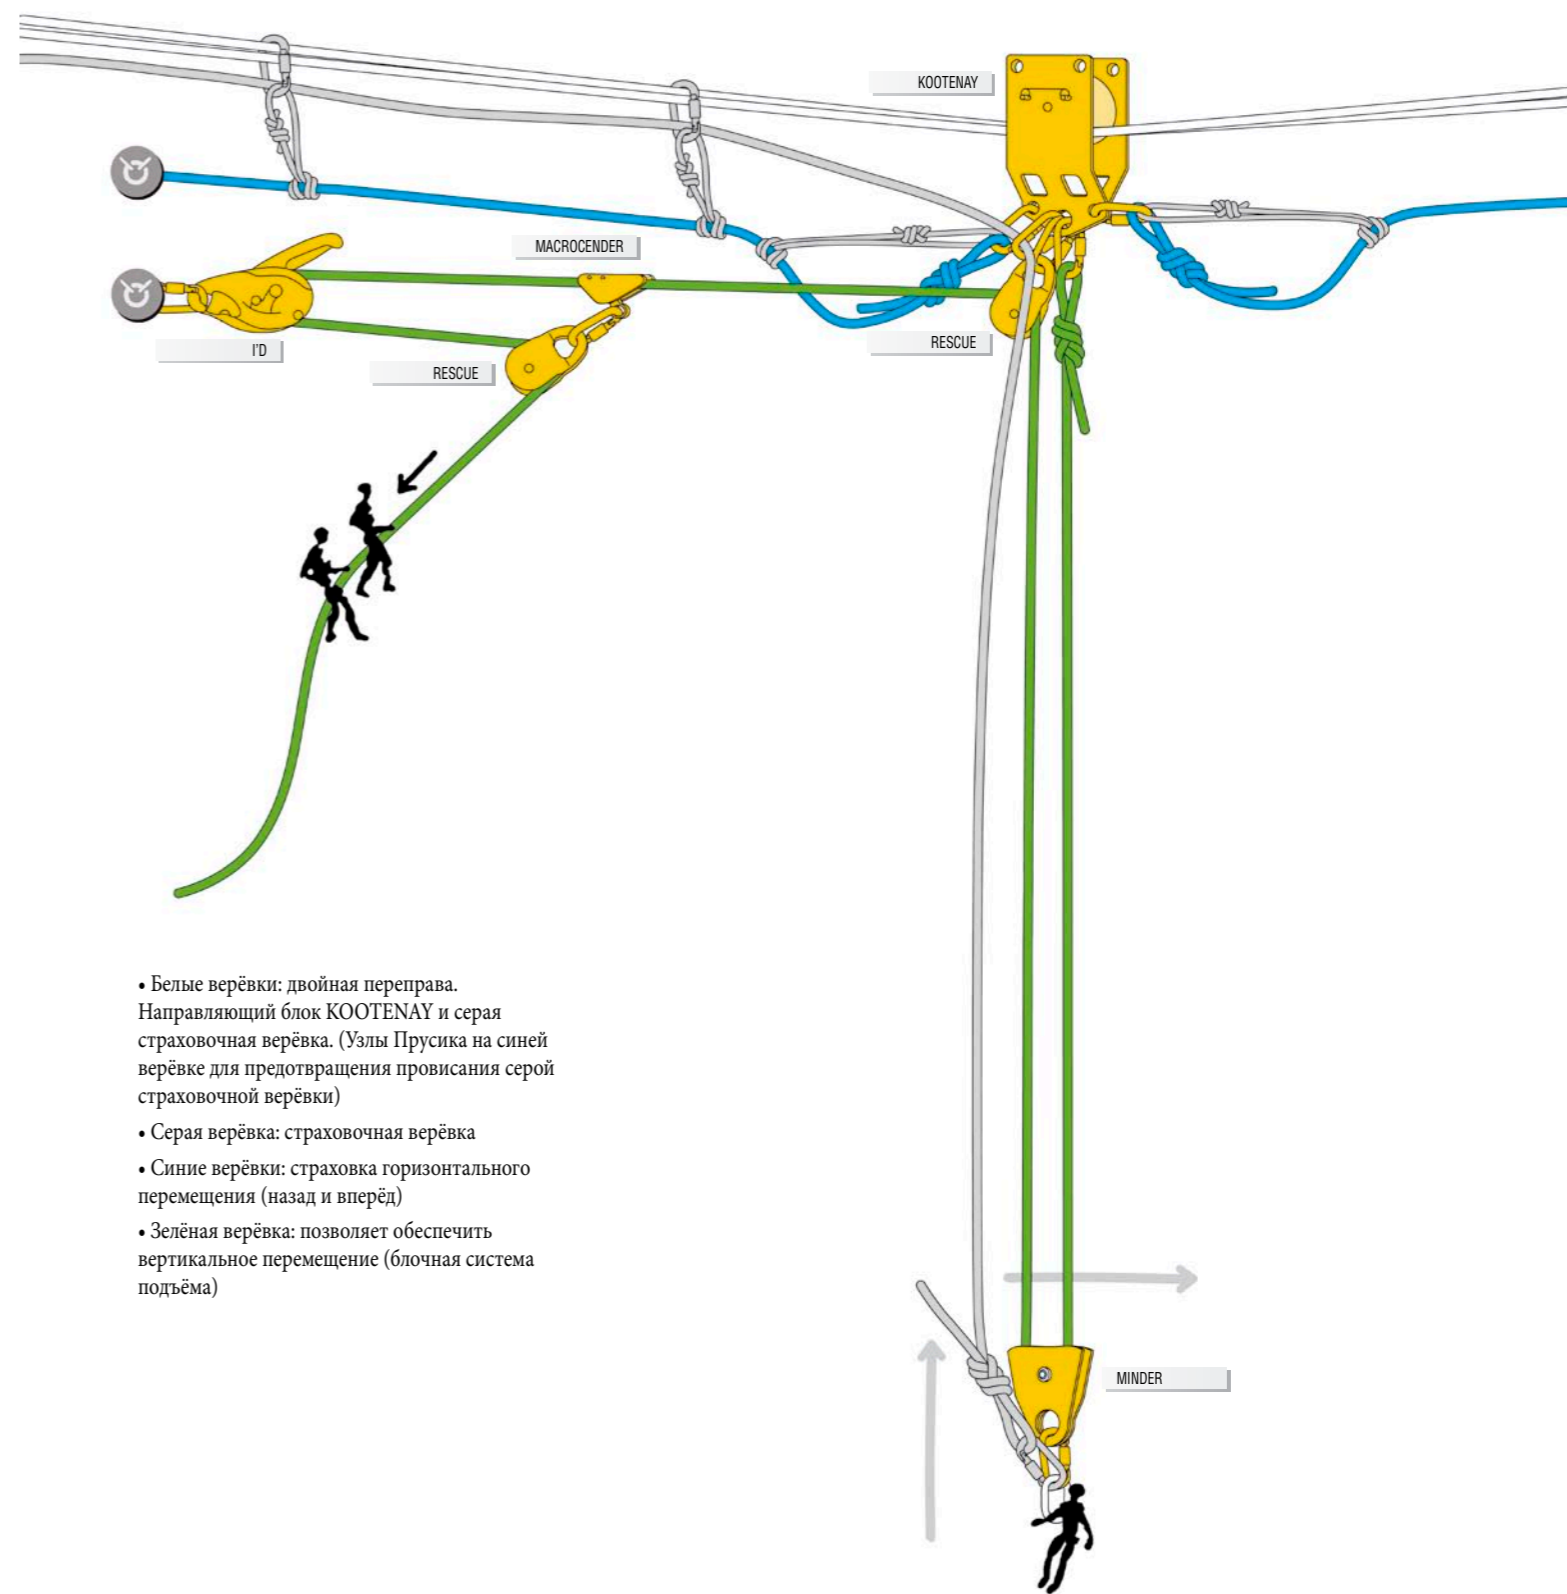 KOOTENAY
MACROCENDER
I'D
RESCUE
RESCUE
• Белые верёвки: двойная переправа.
Направляющий блок KOOTENAY и серая
страховочная верёвка. (Узлы Прусика на синей
верёвке для предотвращения провисания серой
страховочной верёвки)
• Серая верёвка: страховочная верёвка
• Синие верёвки: страховка горизонтального
перемещения (назад и вперёд)
• Зелёная верёвка: позволяет обеспечить
вертикальное перемещение (блочная система
подъёма)
MINDER